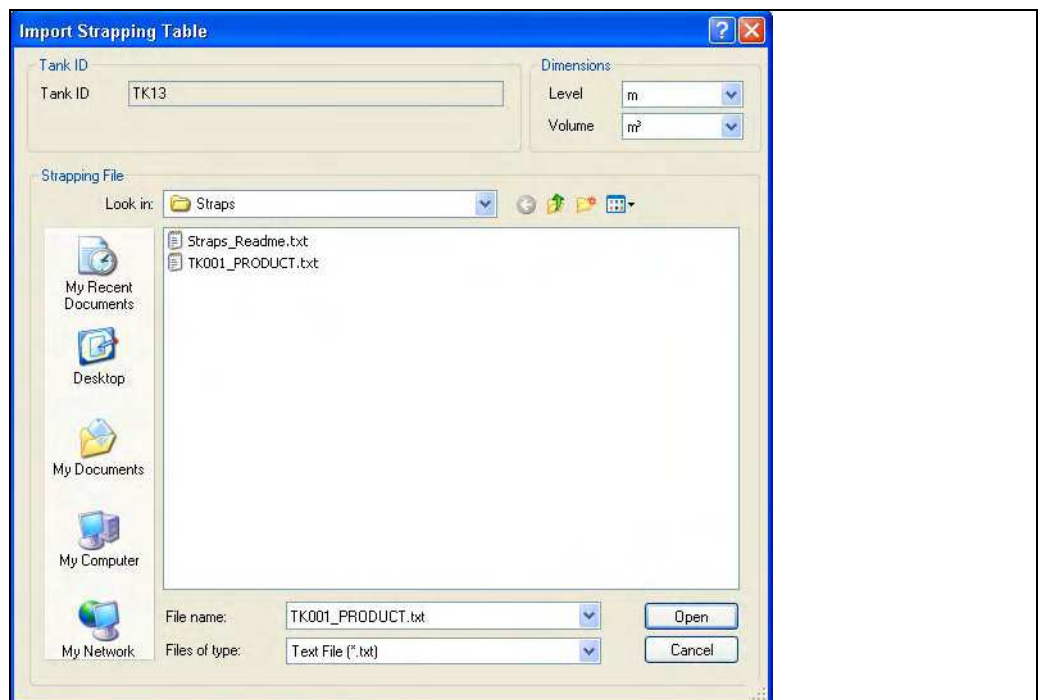 Import Strapping Table
Tank ID
Tank ID TK13
Dimensions
Level m
Volume m³
Strapping File
Look in: Straps
My Recent
Documents
Desktop
My Documents
My Computer
My Network
Straps_Readme.txt
TK001_PRODUCT.txt
File name: TK001_PRODUCT.txt Open
Files of type: Text File (*.txt) Cancel